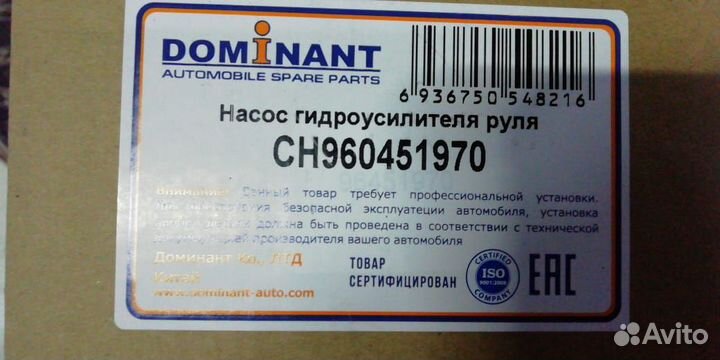 DOMiNANT
AUTOMOBILE SPARE PARTS
6 936750 548216
Насос гидроусилителя руля
CH960451970
Внимание! Данный товар требует профессиональной установки.
безопасной эксплуатеции автомобиля, установка
должна быть проведена в соответствии с технической
производителя вашего автомобиля
Доминант Ко., ЛТД
Китай
www.dominant-auto.com
ТОВАР
СЕРТИФИЦИРОВАН
CERTIFIED
ISO
9001:2008
COMPANY
EAC
Avito